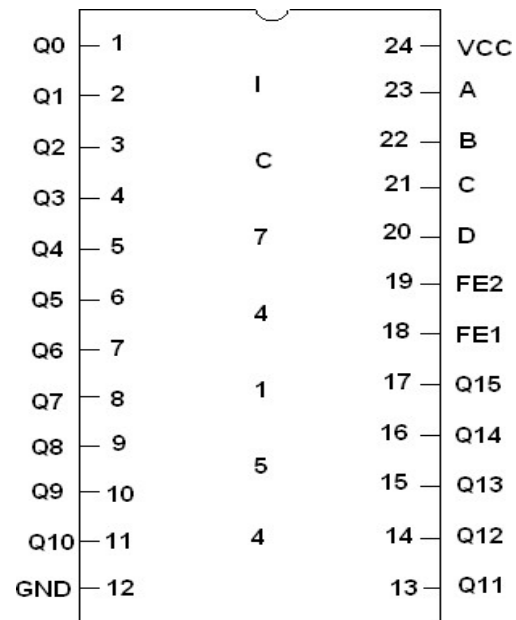 Q0 1 24 VCC
Q1 2 I 23 A
Q2 3 C 22 B
Q3 4 21 C
Q4 5 7 20 D
Q5 6 4 19 FE2
Q6 7 18 FE1
Q7 8 1 17 Q15
Q8 9 5 16 Q14
Q9 10 15 Q13
Q10 11 4 14 Q12
GND 12 13 Q11